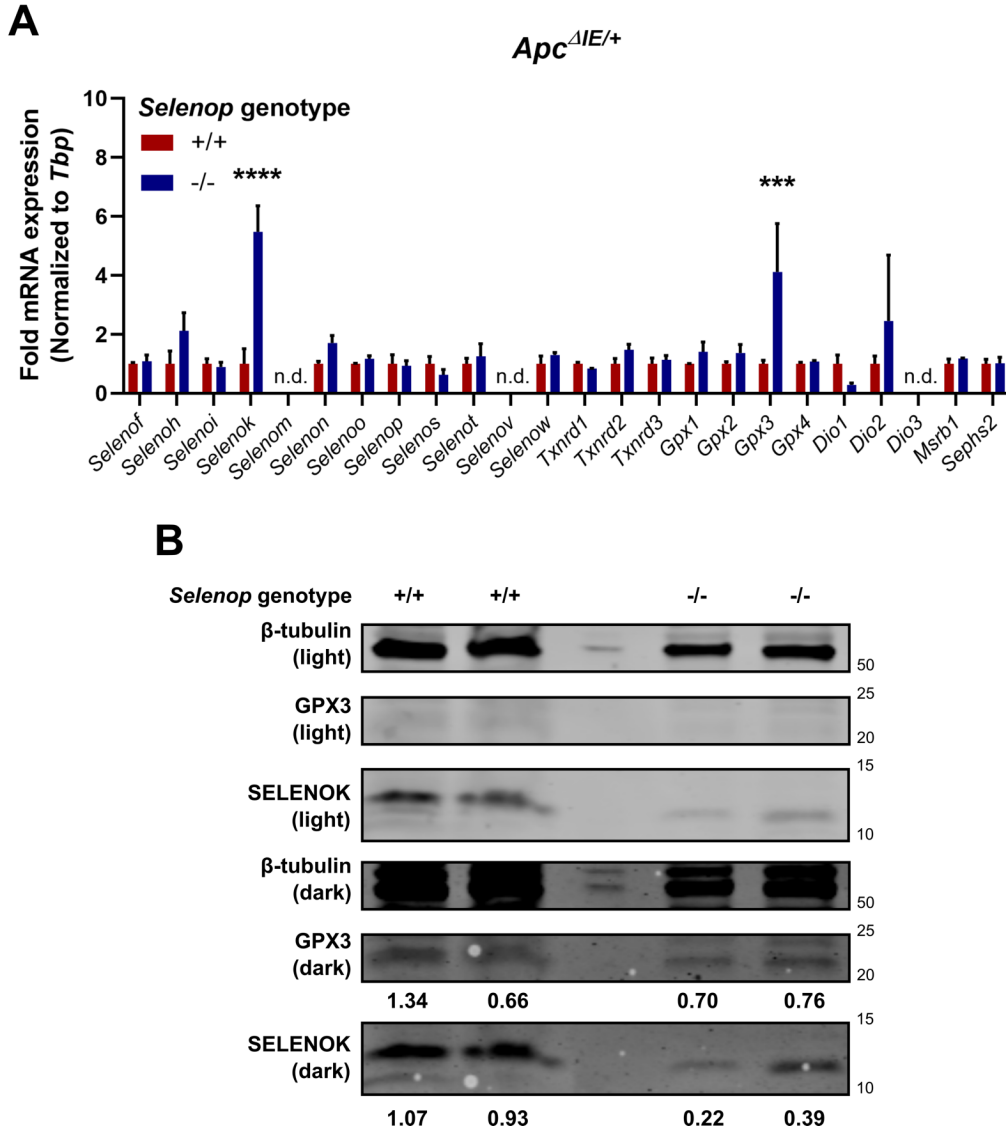 A
Apc^ΔIE/+
Fold mRNA expression
(Normalized to Tbp)
10
8
6
4
2
0
Selenop genotype
+/+
-/-
****
***
n.d.
n.d.
n.d.
Selenof
Selenoh
Selenoi
Selenok
Selenom
Selenon
Selenoo
Selenop
Selenos
Selenot
Selenov
Selenow
Txnrd1
Txnrd2
Txnrd3
Gpx1
Gpx2
Gpx3
Gpx4
Dio1
Dio2
Dio3
Msrb1
Sephs2
B
Selenop genotype +/+ +/+ -/- -/-
β-tubulin
(light)
50
GPX3
(light)
25
20
SELENOK
(light)
15
10
β-tubulin
(dark)
50
GPX3
(dark)
25
20
1.34 0.66 0.70 0.76
SELENOK
(dark)
15
10
1.07 0.93 0.22 0.39